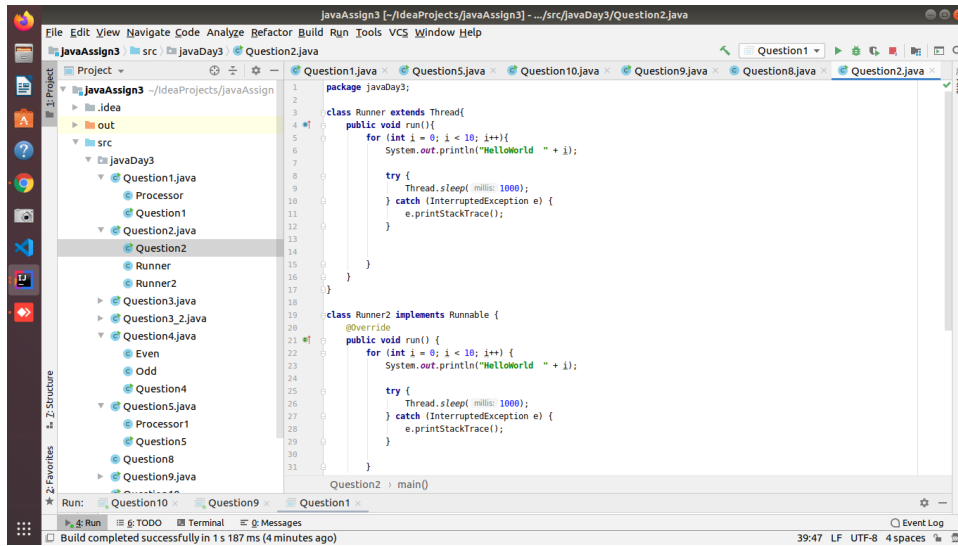 javaAssign3 [~/IdeaProjects/javaAssign3] - .../src/javaDay3/Question2.java
File Edit View Navigate Code Analyze Refactor Build Run Tools VCS Window Help
javaAssign3 src javaDay3 Question2.java Question1
1: Project
Project
Question1.java Question5.java Question10.java Question9.java Question8.java Question2.java
javaAssign3 ~/IdeaProjects/javaAssign
.idea
out
src
javaDay3
Question1.java
Processor
Question1
Question2.java
Question2
Runner
Runner2
Question3.java
Question3_2.java
Question4.java
Even
Odd
Question4
Question5.java
Processor1
Question5
Question8
Question9.java
1 package javaDay3;
2
3 class Runner extends Thread{
4 public void run(){
5 for (int i = 0; i < 10; i++){
6 System.out.println("HelloWorld  " + i);
7
8 try {
9 Thread.sleep( millis: 1000);
10 } catch (InterruptedException e) {
11 e.printStackTrace();
12 }
13
14
15 }
16 }
17 }
18
19 class Runner2 implements Runnable {
20 @Override
21 public void run() {
22 for (int i = 0; i < 10; i++) {
23 System.out.println("HelloWorld  " + i);
24
25 try {
26 Thread.sleep( millis: 1000);
27 } catch (InterruptedException e) {
28 e.printStackTrace();
29 }
30
31 }
Question2 › main()
Z: Structure
2: Favorites
Run: Question10 Question9 Question1
4: Run 6: TODO Terminal 0: Messages Event Log
Build completed successfully in 1 s 187 ms (4 minutes ago) 39:47 LF UTF-8 4 spaces